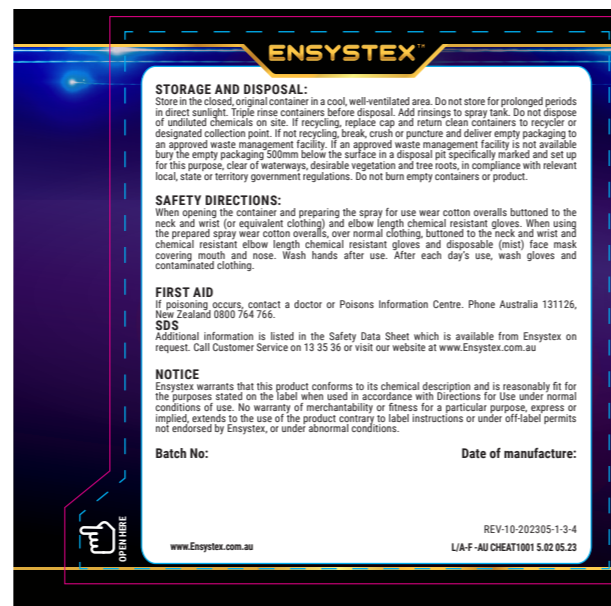 ENSYSTEX™
STORAGE AND DISPOSAL:
Store in the closed, original container in a cool, well-ventilated area. Do not store for prolonged periods
in direct sunlight. Triple rinse containers before disposal. Add rinsings to spray tank. Do not dispose
of undiluted chemicals on site. If recycling, replace cap and return clean containers to recycler or
designated collection point. If not recycling, break, crush or puncture and deliver empty packaging to
an approved waste management facility. If an approved waste management facility is not available
bury the empty packaging 500mm below the surface in a disposal pit specifically marked and set up
for this purpose, clear of waterways, desirable vegetation and tree roots, in compliance with relevant
local, state or territory government regulations. Do not burn empty containers or product.
SAFETY DIRECTIONS:
When opening the container and preparing the spray for use wear cotton overalls buttoned to the
neck and wrist (or equivalent clothing) and elbow length chemical resistant gloves. When using
the prepared spray wear cotton overalls, over normal clothing, buttoned to the neck and wrist and
chemical resistant elbow length chemical resistant gloves and disposable (mist) face mask
covering mouth and nose. Wash hands after use. After each day's use, wash gloves and
contaminated clothing.
FIRST AID
If poisoning occurs, contact a doctor or Poisons Information Centre. Phone Australia 131126,
New Zealand 0800 764 766.
SDS
Additional information is listed in the Safety Data Sheet which is available from Ensystex on
request. Call Customer Service on 13 35 36 or visit our website at www.Ensystex.com.au
NOTICE
Ensystex warrants that this product conforms to its chemical description and is reasonably fit for
the purposes stated on the label when used in accordance with Directions for Use under normal
conditions of use. No warranty of merchantability or fitness for a particular purpose, express or
implied, extends to the use of the product contrary to label instructions or under off-label permits
not endorsed by Ensystex, or under abnormal conditions.
Batch No: Date of manufacture:
REV-10-202305-1-3-4
OPEN HERE
www.Ensystex.com.au L/A-F -AU CHEAT1001 5.02 05.23